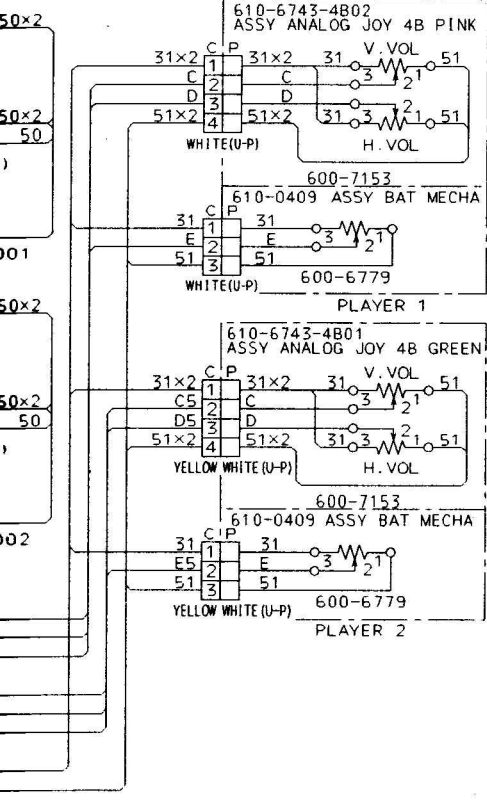 50×2
50×2
50
)
001
610-6743-4B02
ASSY ANALOG JOY 4B PINK
C P
31×2 1 31×2 31 V.VOL 51
C 2 C 3 2 1
D 3 D 2
51×2 4 51×2 31 3 1 51
WHITE(U-P) H.VOL
600-7153
610-0409 ASSY BAT MECHA
C P
31 1 31
E 2 E 3 2 1
51 3 51
WHITE(U-P) 600-6779
PLAYER 1
50×2
50×2
50
)
002
610-6743-4B01
ASSY ANALOG JOY 4B GREEN
C P
31×2 1 31×2 31 V.VOL 51
C5 2 C 3 2 1
D5 3 D 2
51×2 4 51×2 31 3 1 51
YELLOW WHITE(U-P) H.VOL
600-7153
610-0409 ASSY BAT MECHA
C P
31 1 31
E5 2 E 3 2 1
51 3 51
YELLOW WHITE(U-P) 600-6779
PLAYER 2